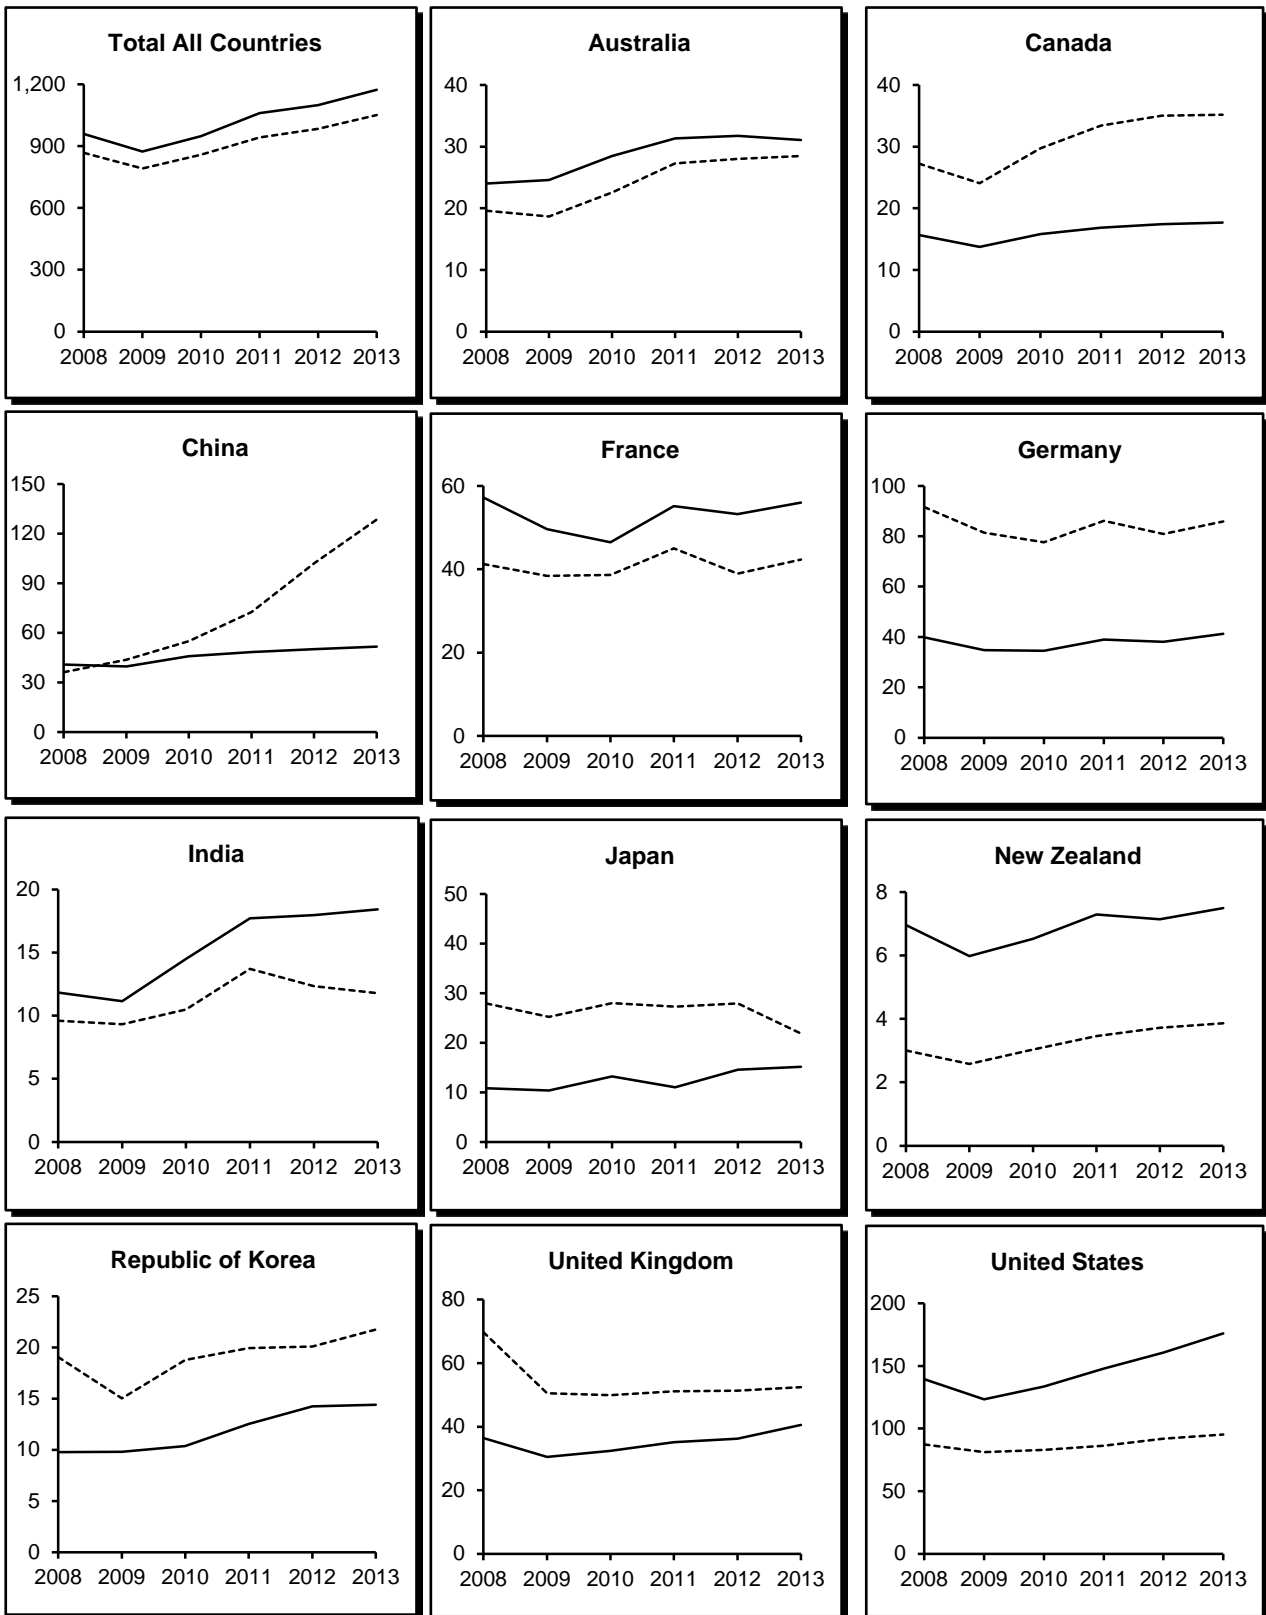 Total All Countries
1,200
900
600
300
0
2008 2009 2010 2011 2012 2013
Australia
40
30
20
10
0
2008 2009 2010 2011 2012 2013
Canada
40
30
20
10
0
2008 2009 2010 2011 2012 2013
China
150
120
90
60
30
0
2008 2009 2010 2011 2012 2013
France
60
40
20
0
2008 2009 2010 2011 2012 2013
Germany
100
80
60
40
20
0
2008 2009 2010 2011 2012 2013
India
20
15
10
5
0
2008 2009 2010 2011 2012 2013
Japan
50
40
30
20
10
0
2008 2009 2010 2011 2012 2013
New Zealand
8
6
4
2
0
2008 2009 2010 2011 2012 2013
Republic of Korea
25
20
15
10
5
0
2008 2009 2010 2011 2012 2013
United Kingdom
80
60
40
20
0
2008 2009 2010 2011 2012 2013
United States
200
150
100
50
0
2008 2009 2010 2011 2012 2013